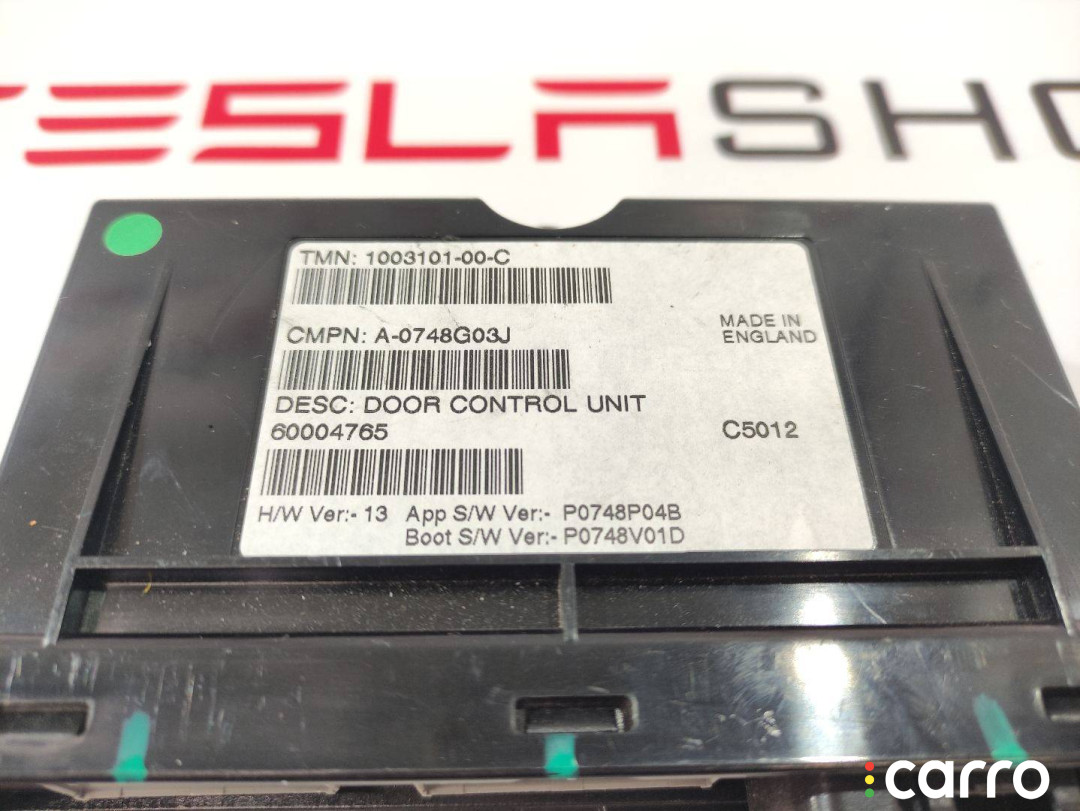 TESLASHO
TMN: 1003101-00-C
CMPN: A-0748G03J
MADE IN
ENGLAND
DESC: DOOR CONTROL UNIT
60004765
C5012
H/W Ver:- 13 App S/W Ver:- P0748P04B
Boot S/W Ver:- P0748V01D
carro